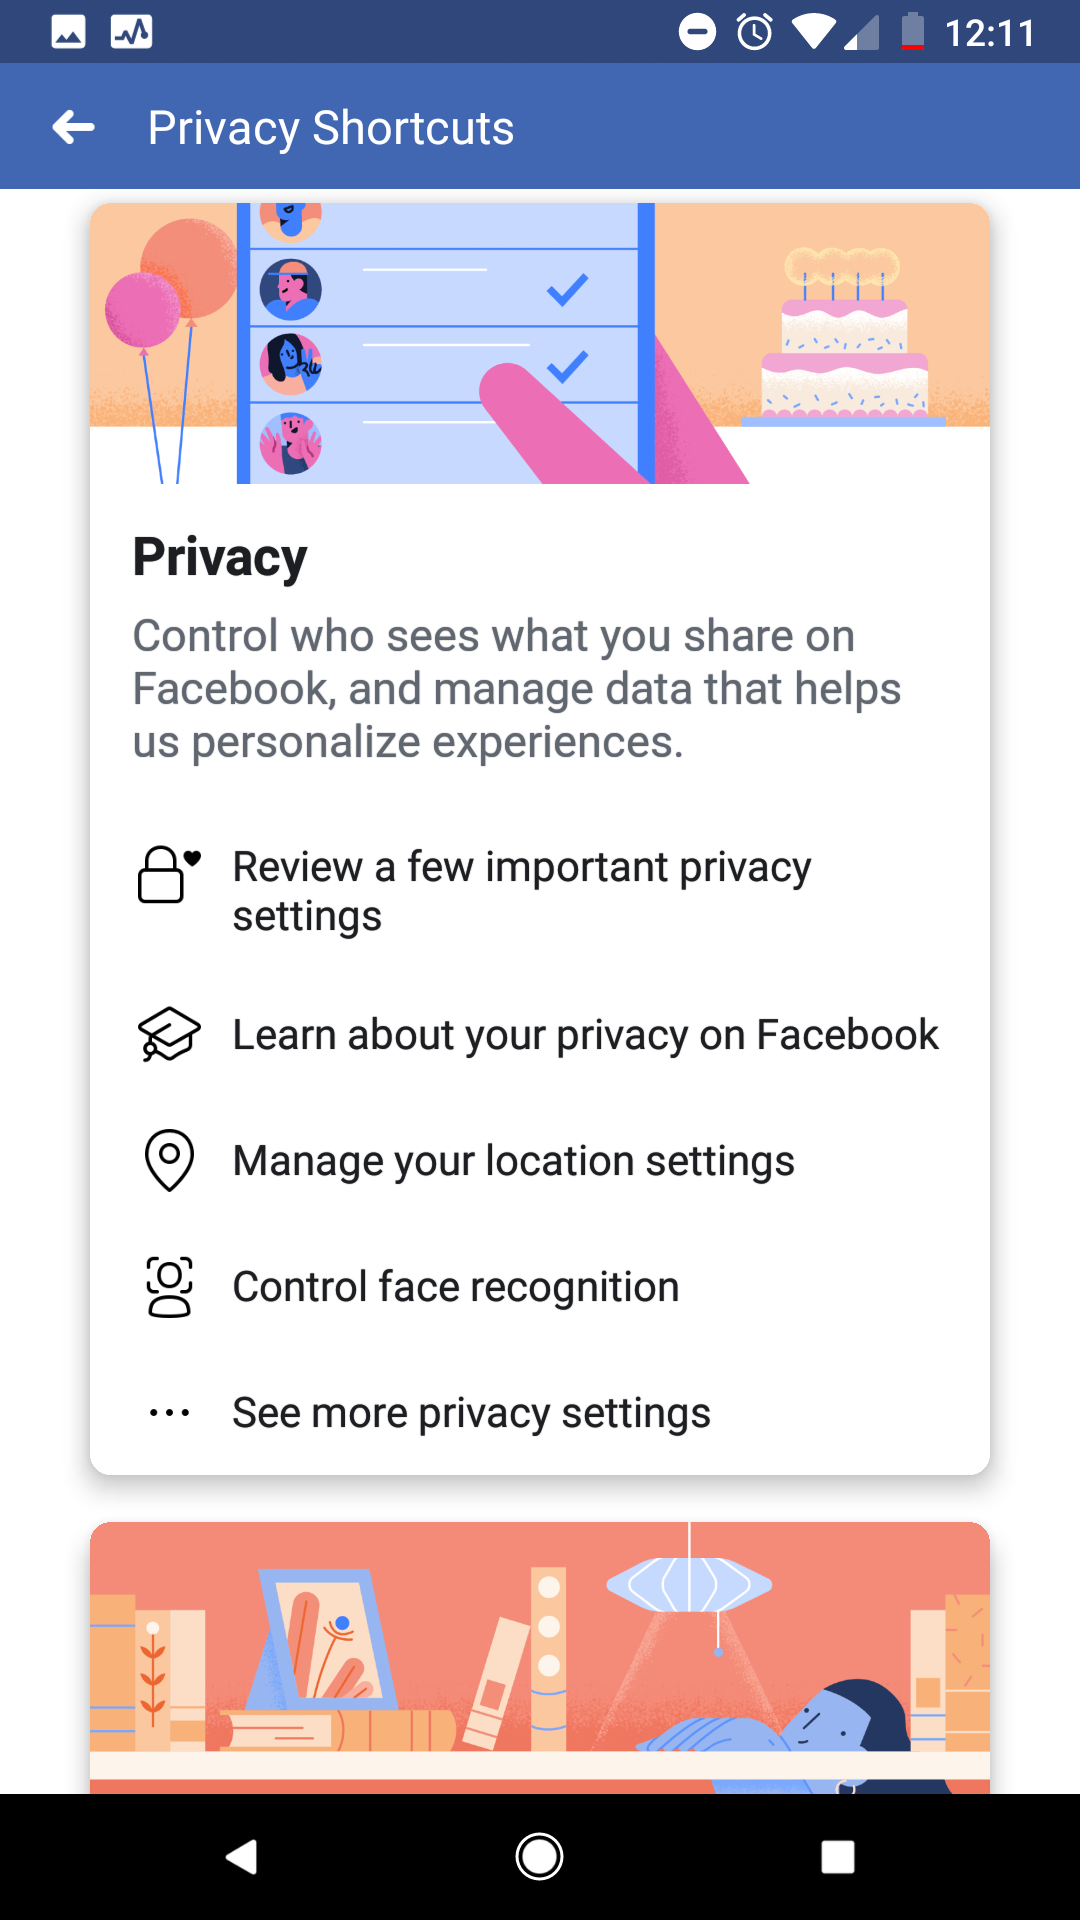 12:11
Privacy Shortcuts
Privacy
Control who sees what you share on
Facebook, and manage data that helps
us personalize experiences.
Review a few important privacy
settings
Learn about your privacy on Facebook
Manage your location settings
Control face recognition
See more privacy settings